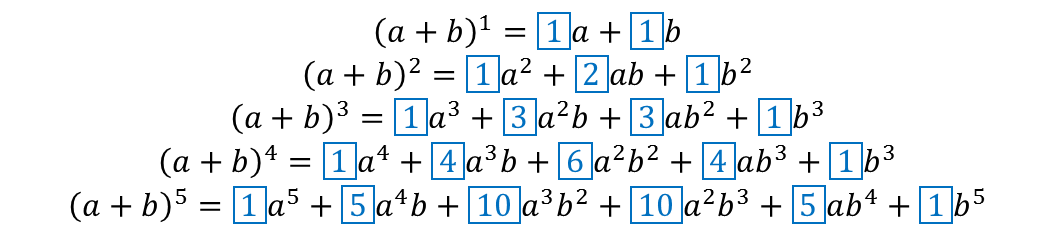 (a + b)¹ = 1a + 1b
(a + b)² = 1a² + 2ab + 1b²
(a + b)³ = 1a³ + 3a²b + 3ab² + 1b³
(a + b)⁴ = 1a⁴ + 4a³b + 6a²b² + 4ab³ + 1b³
(a + b)⁵ = 1a⁵ + 5a⁴b + 10a³b² + 10a²b³ + 5ab⁴ + 1b⁵